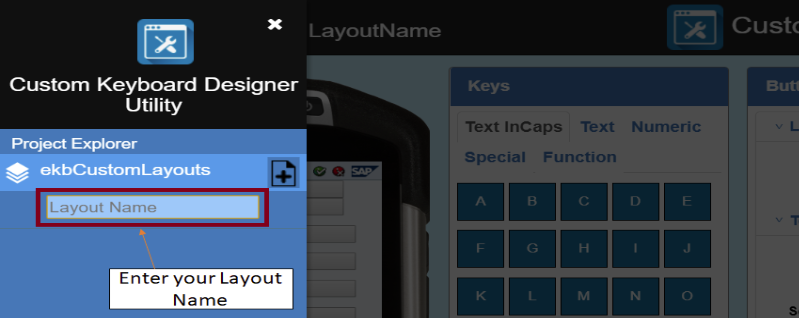 Custom Keyboard Designer
Utility
Project Explorer
ekbCustomLayouts
Layout Name
Enter your Layout
Name
LayoutName
SAP
Keys
Text InCaps Text Numeric
Special Function
A B C D E
F G H I J
K L M N O
Custo
Butt
L
T
S